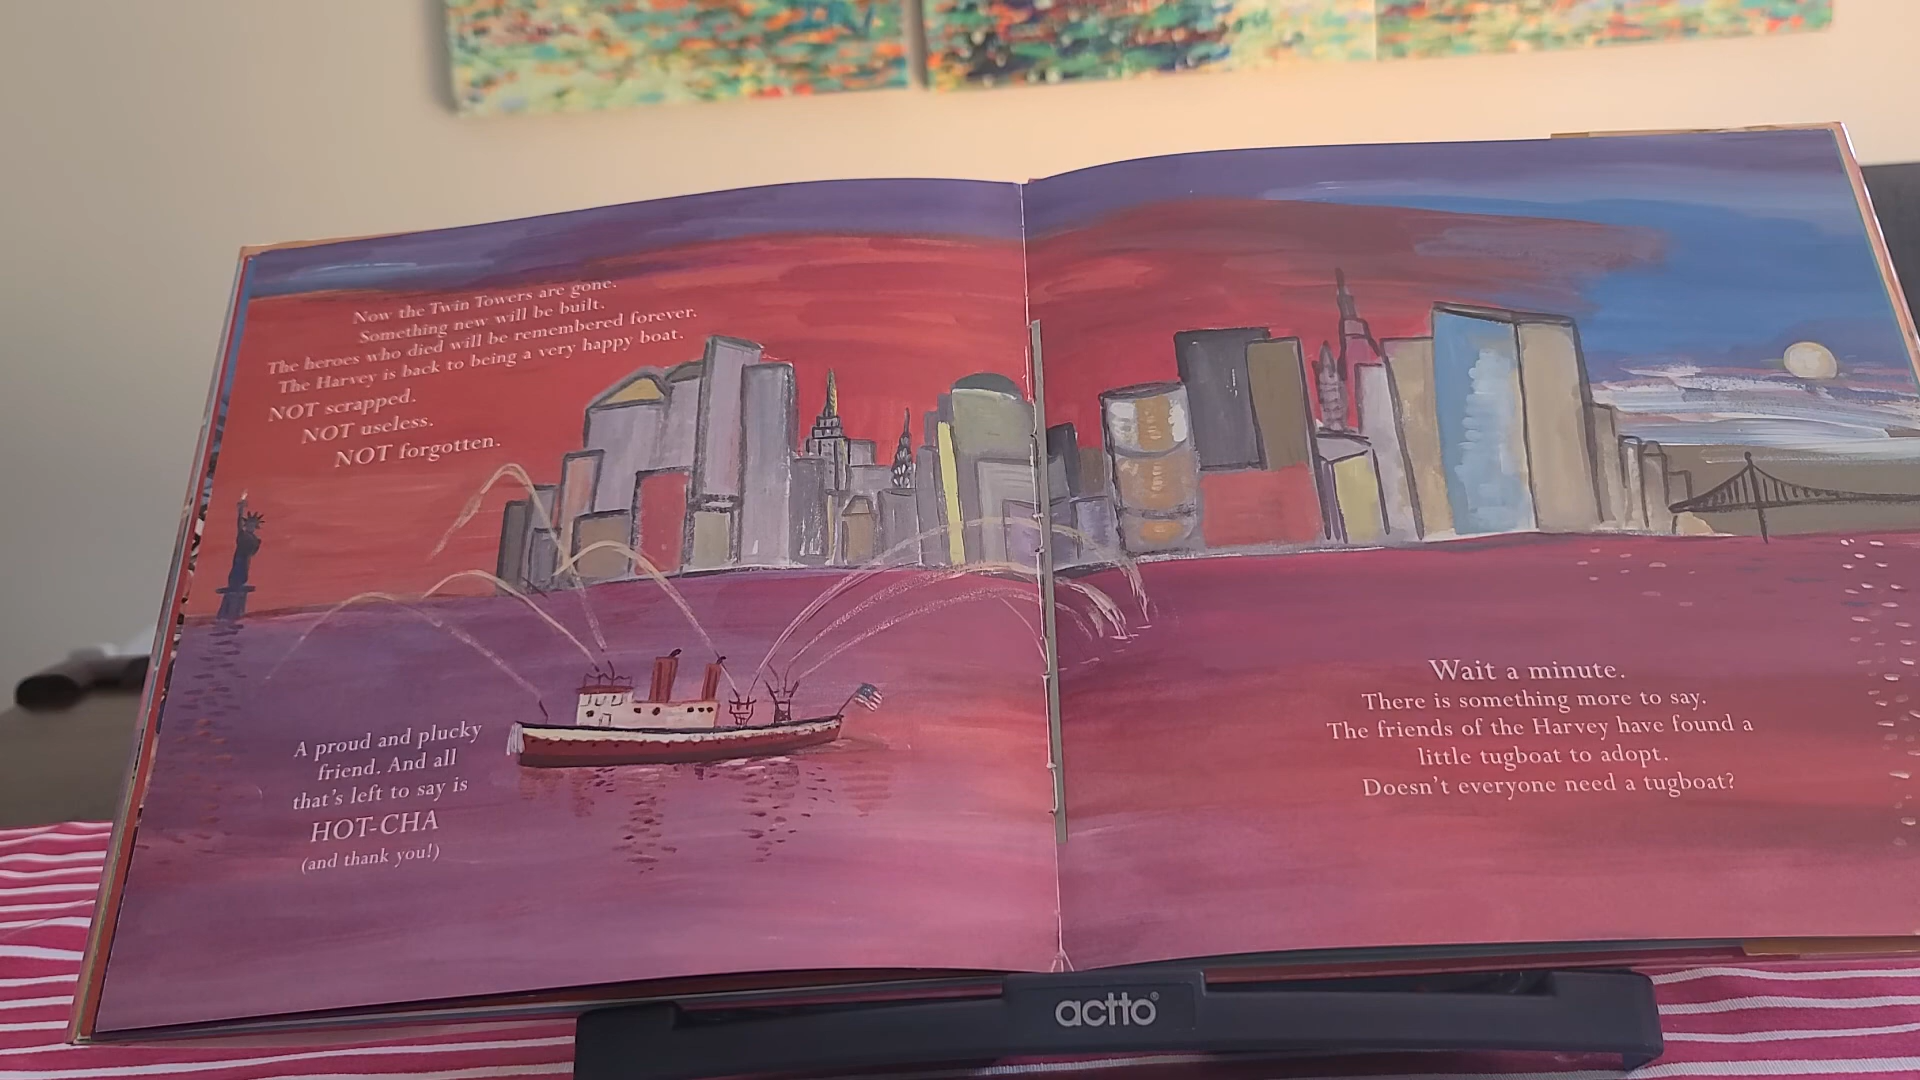 Now the Twin Towers are gone.
Something new will be built.
The heroes who died will be remembered forever.
The Harvey is back to being a very happy boat.
NOT scrapped.
NOT useless.
NOT forgotten.
A proud and plucky
friend. And all
that's left to say is
HOT-CHA
(and thank you!)
Wait a minute.
There is something more to say.
The friends of the Harvey have found a
little tugboat to adopt.
Doesn't everyone need a tugboat?
actto®